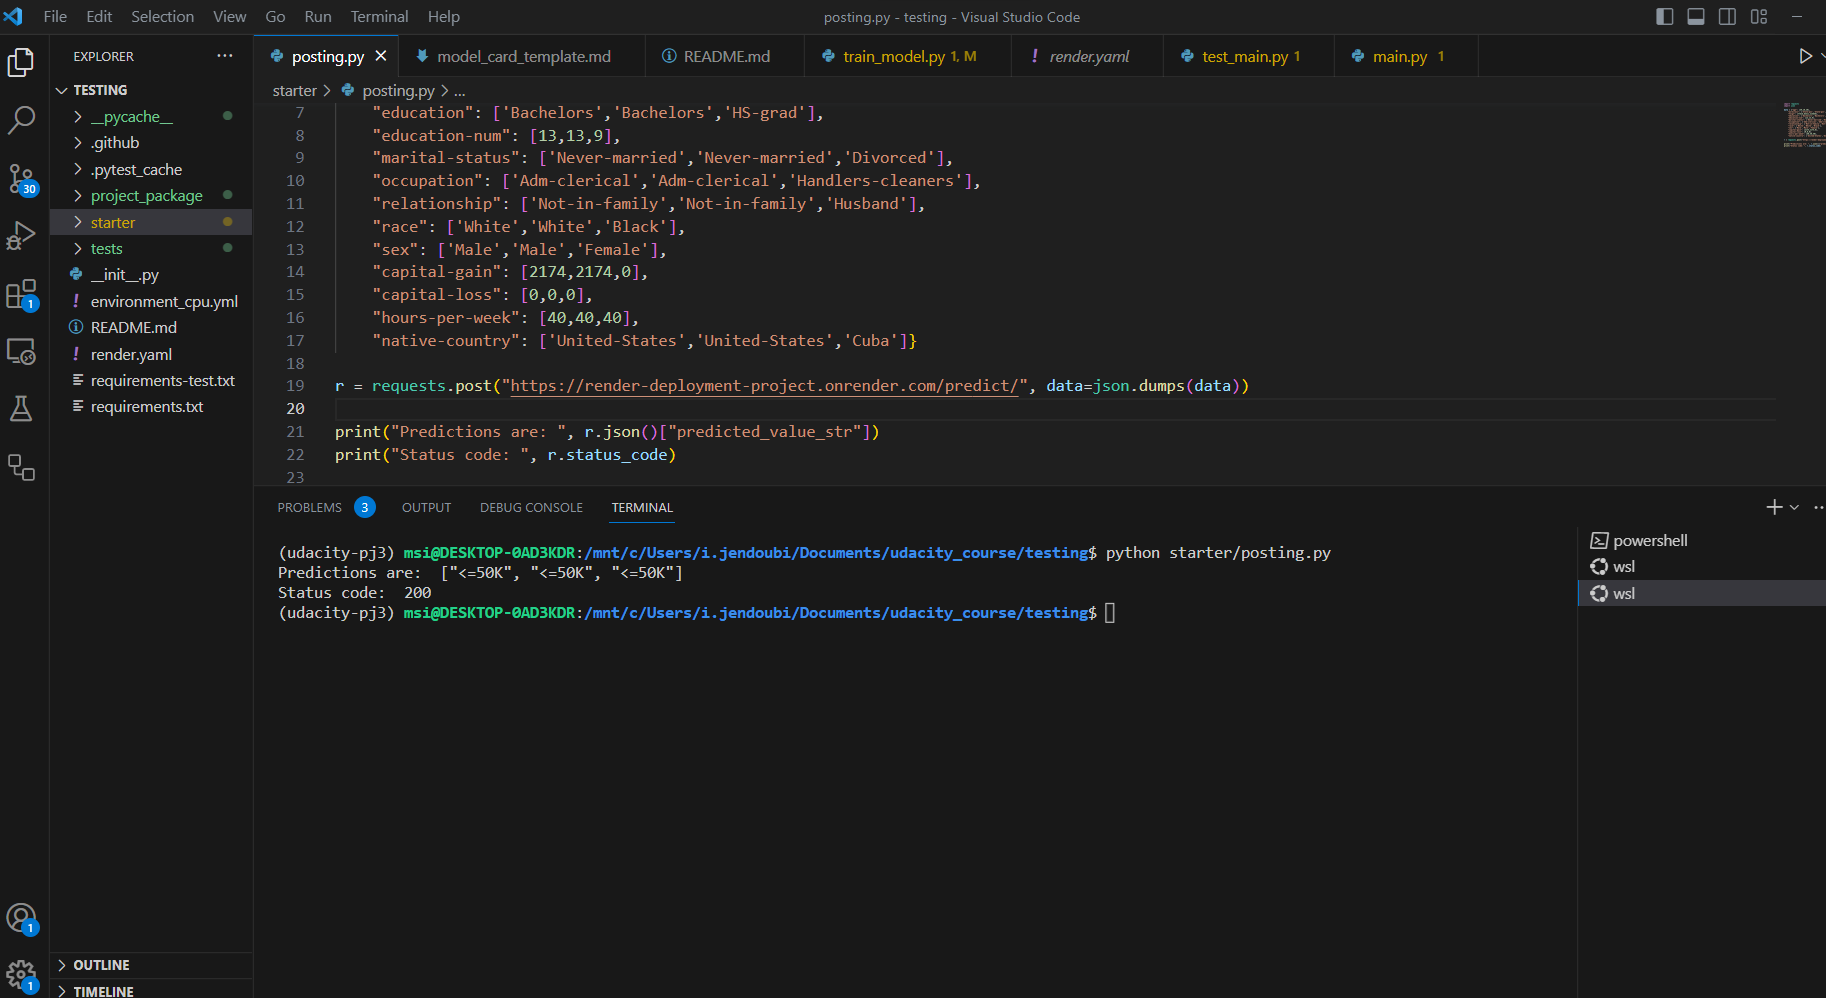 File Edit Selection View Go Run Terminal Help
posting.py - testing - Visual Studio Code
EXPLORER
TESTING
__pycache__
.github
.pytest_cache
project_package
starter
tests
__init__.py
environment_cpu.yml
README.md
render.yaml
requirements-test.txt
requirements.txt
OUTLINE
TIMELINE
30
1
1
1
posting.py model_card_template.md README.md train_model.py 1, M render.yaml test_main.py 1 main.py 1
starter > posting.py > ...
7 "education": ['Bachelors','Bachelors','HS-grad'],
8 "education-num": [13,13,9],
9 "marital-status": ['Never-married','Never-married','Divorced'],
10 "occupation": ['Adm-clerical','Adm-clerical','Handlers-cleaners'],
11 "relationship": ['Not-in-family','Not-in-family','Husband'],
12 "race": ['White','White','Black'],
13 "sex": ['Male','Male','Female'],
14 "capital-gain": [2174,2174,0],
15 "capital-loss": [0,0,0],
16 "hours-per-week": [40,40,40],
17 "native-country": ['United-States','United-States','Cuba']}
18
19 r = requests.post("https://render-deployment-project.onrender.com/predict/", data=json.dumps(data))
20
21 print("Predictions are: ", r.json()["predicted_value_str"])
22 print("Status code: ", r.status_code)
23
PROBLEMS 3 OUTPUT DEBUG CONSOLE TERMINAL
(udacity-pj3) msi@DESKTOP-0AD3KDR:/mnt/c/Users/i.jendoubi/Documents/udacity_course/testing$ python starter/posting.py
Predictions are:  ["<=50K", "<=50K", "<=50K"]
Status code:  200
(udacity-pj3) msi@DESKTOP-0AD3KDR:/mnt/c/Users/i.jendoubi/Documents/udacity_course/testing$
powershell
wsl
wsl